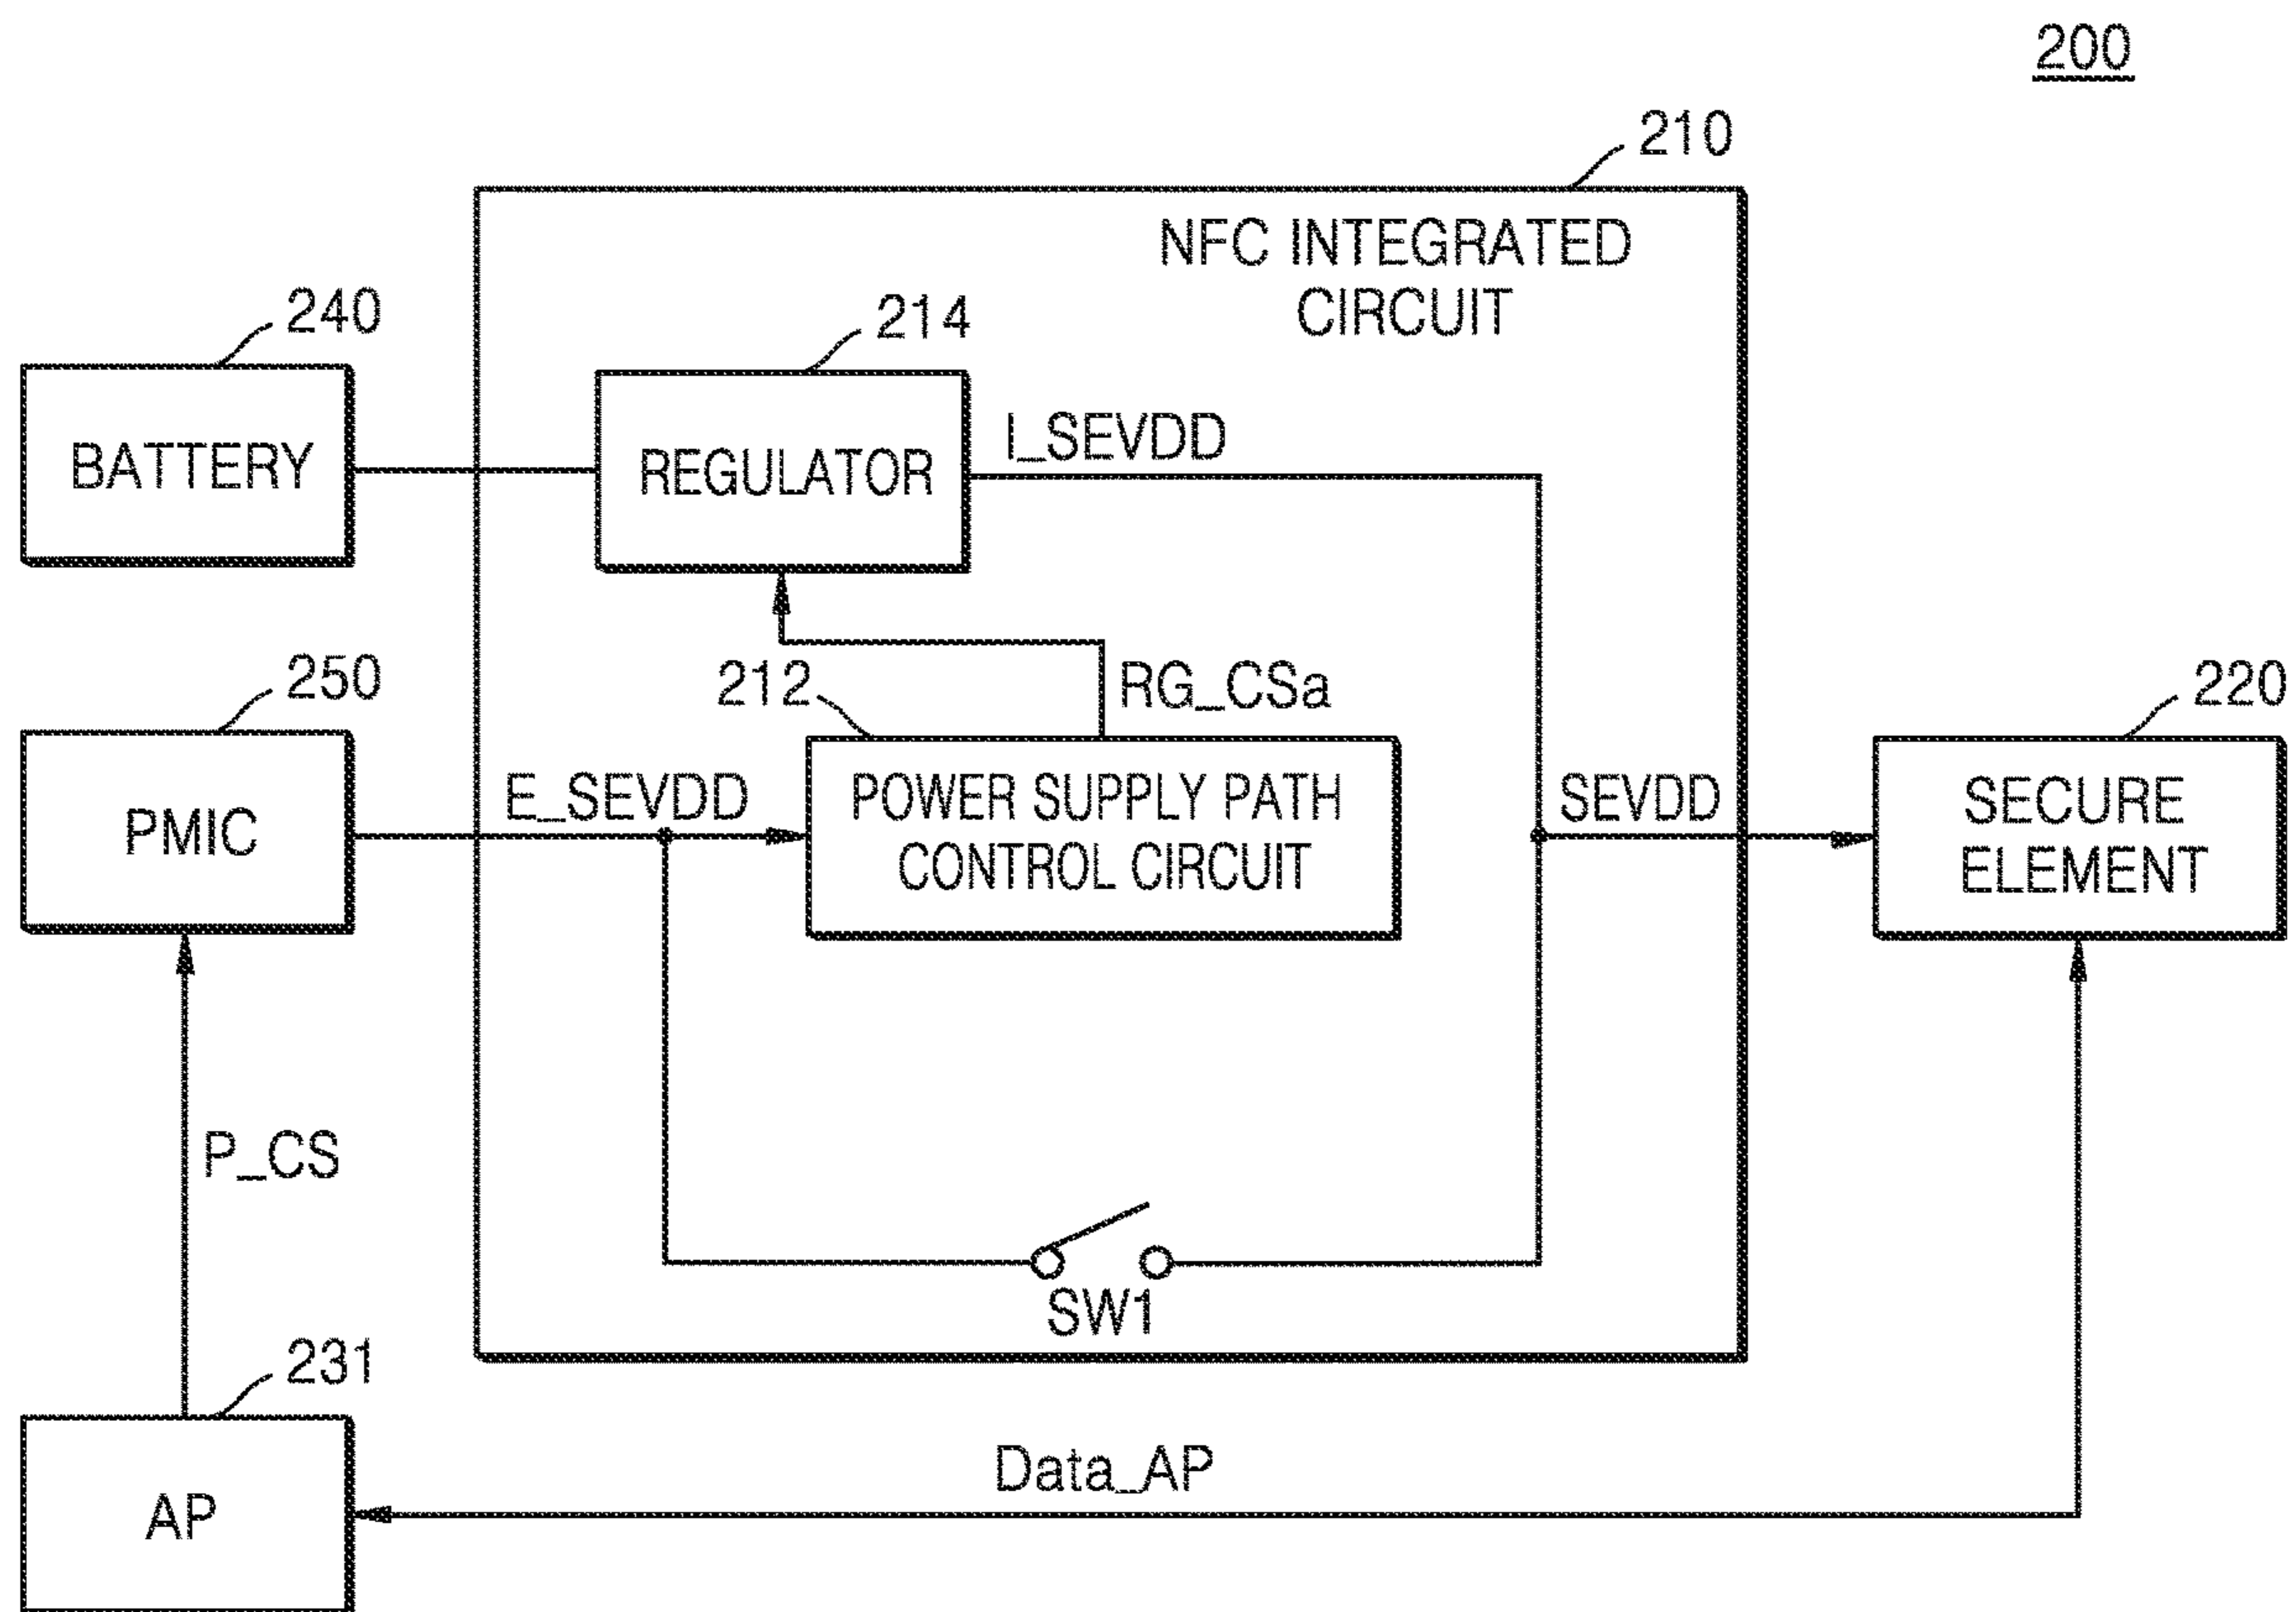 200
210
NFC INTEGRATED
CIRCUIT
240
214
BATTERY
REGULATOR
I_SEVDD
250
212
RG_CSa
220
PMIC
E_SEVDD
POWER SUPPLY PATH
CONTROL CIRCUIT
SEVDD
SECURE
ELEMENT
P_CS
SW1
231
AP
Data_AP